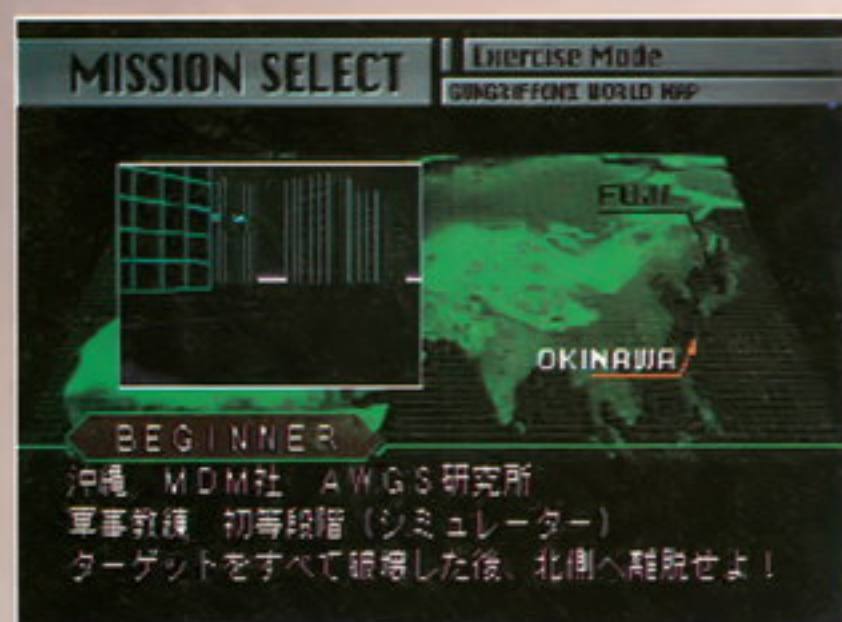 MISSION SELECT
Exercise Mode
GUNGRIFFON II WORLD MAP
FUJI
OKINAWA
BEGINNER
沖縄 MDM社 AWGS研究所
軍事教練 初等段階（シミュレーター）
ターゲットをすべて破壊した後、北側へ離脱せよ！